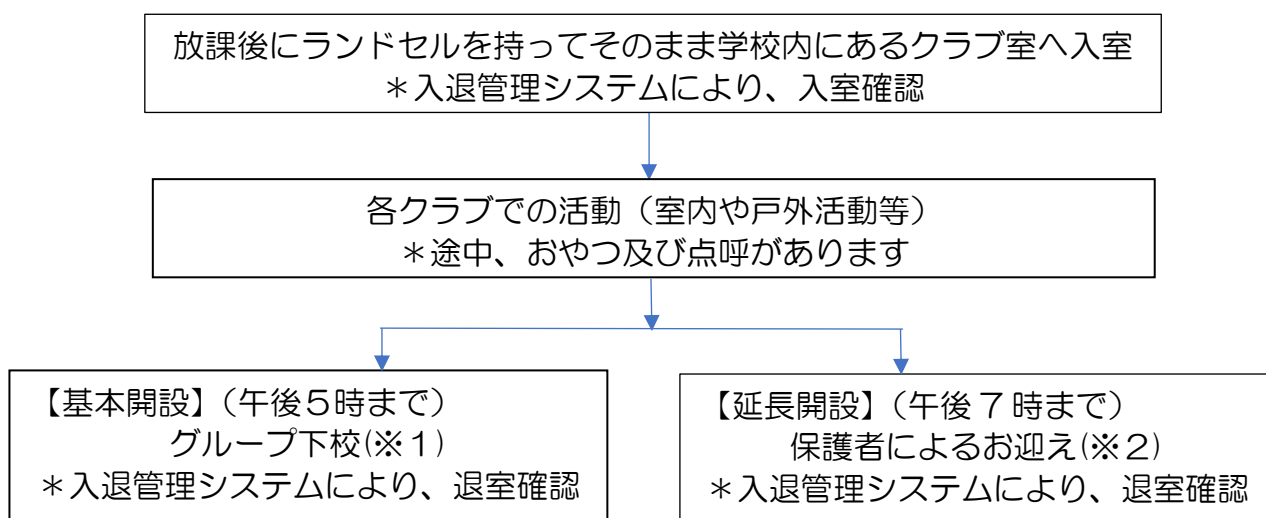 放課後にランドセルを持ってそのまま学校内にあるクラブ室へ入室
＊入退管理システムにより、入室確認
各クラブでの活動（室内や戸外活動等）
＊途中、おやつ及び点呼があります
【基本開設】（午後５時まで）
グループ下校(※１)
＊入退管理システムにより、退室確認
【延長開設】（午後７時まで）
保護者によるお迎え(※２)
＊入退管理システムにより、退室確認